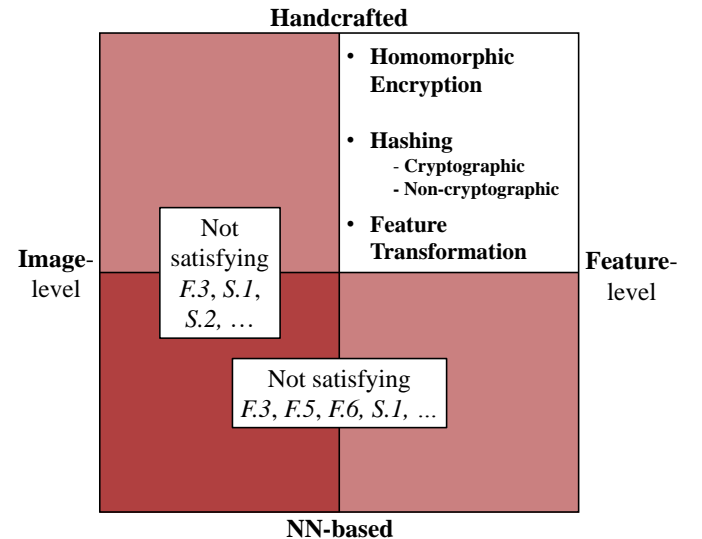 Handcrafted
• Homomorphic
Encryption
• Hashing
- Cryptographic
- Non-cryptographic
• Feature
Transformation
Image-
level
Not
satisfying
F.3, S.1,
S.2, …
Feature-
level
Not satisfying
F.3, F.5, F.6, S.1, …
NN-based